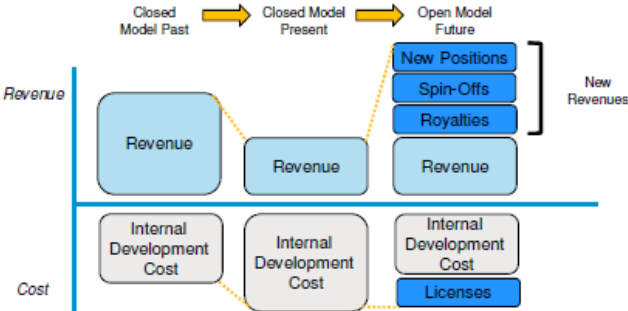 Closed
Model Past
Closed Model
Present
Open Model
Future
Revenue
New Positions
Spin-Offs
Royalties
New
Revenues
Revenue
Revenue
Revenue
Internal
Development
Cost
Internal
Development
Cost
Internal
Development
Cost
Licenses
Cost